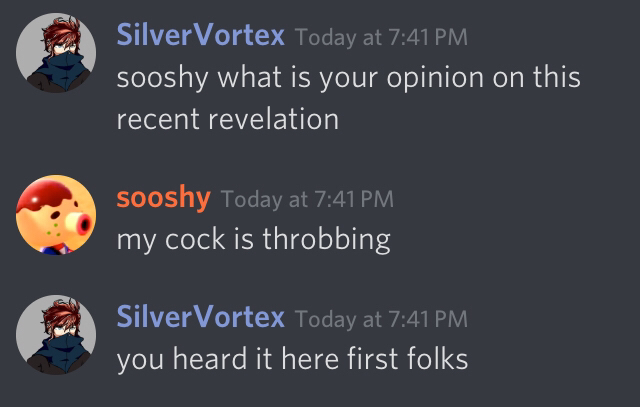 SilverVortex Today at 7:41 PM
sooshy what is your opinion on this
recent revelation
sooshy Today at 7:41 PM
my cock is throbbing
SilverVortex Today at 7:41 PM
you heard it here first folks